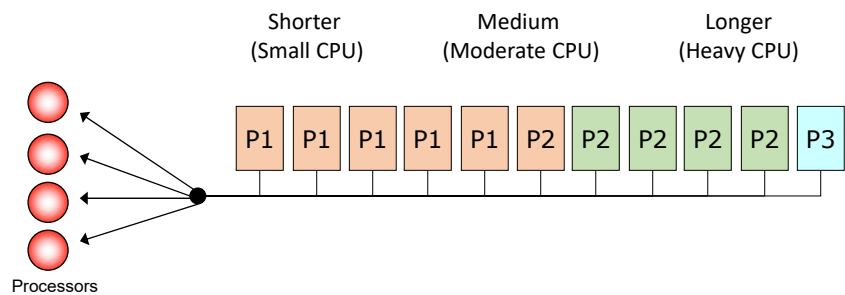 Shorter
(Small CPU)
Medium
(Moderate CPU)
Longer
(Heavy CPU)
P1 P1 P1 P1 P1 P2 P2 P2 P2 P2 P3
Processors